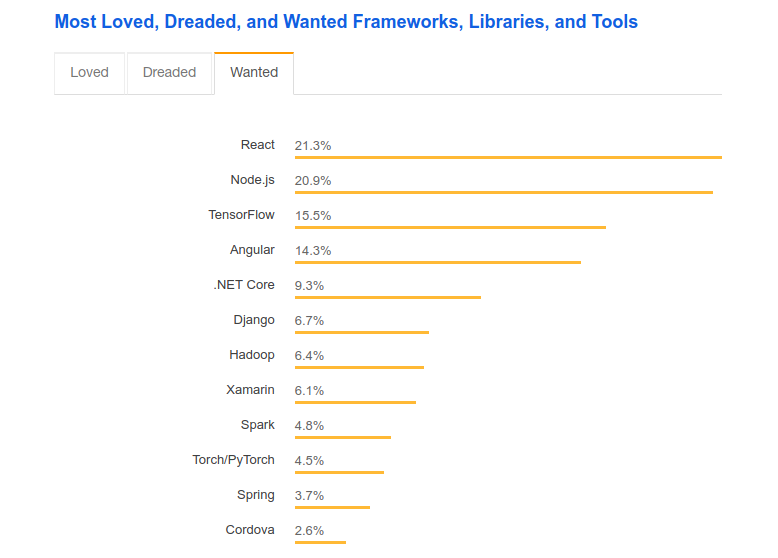 Most Loved, Dreaded, and Wanted Frameworks, Libraries, and Tools
Loved Dreaded Wanted
React 21.3%
Node.js 20.9%
TensorFlow 15.5%
Angular 14.3%
.NET Core 9.3%
Django 6.7%
Hadoop 6.4%
Xamarin 6.1%
Spark 4.8%
Torch/PyTorch 4.5%
Spring 3.7%
Cordova 2.6%